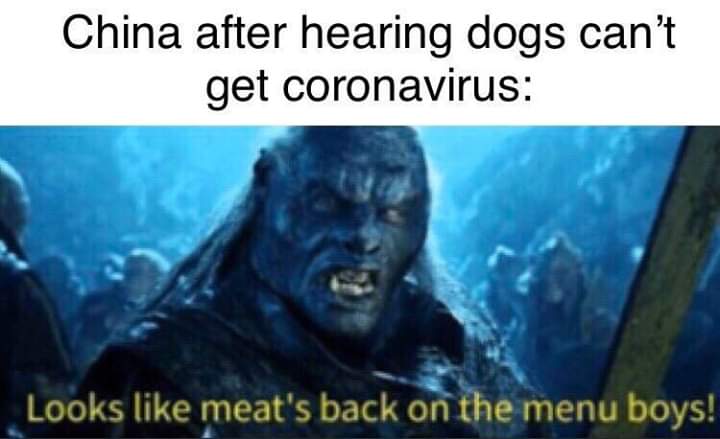 China after hearing dogs can't
get coronavirus:
Looks like meat's back on the menu boys!